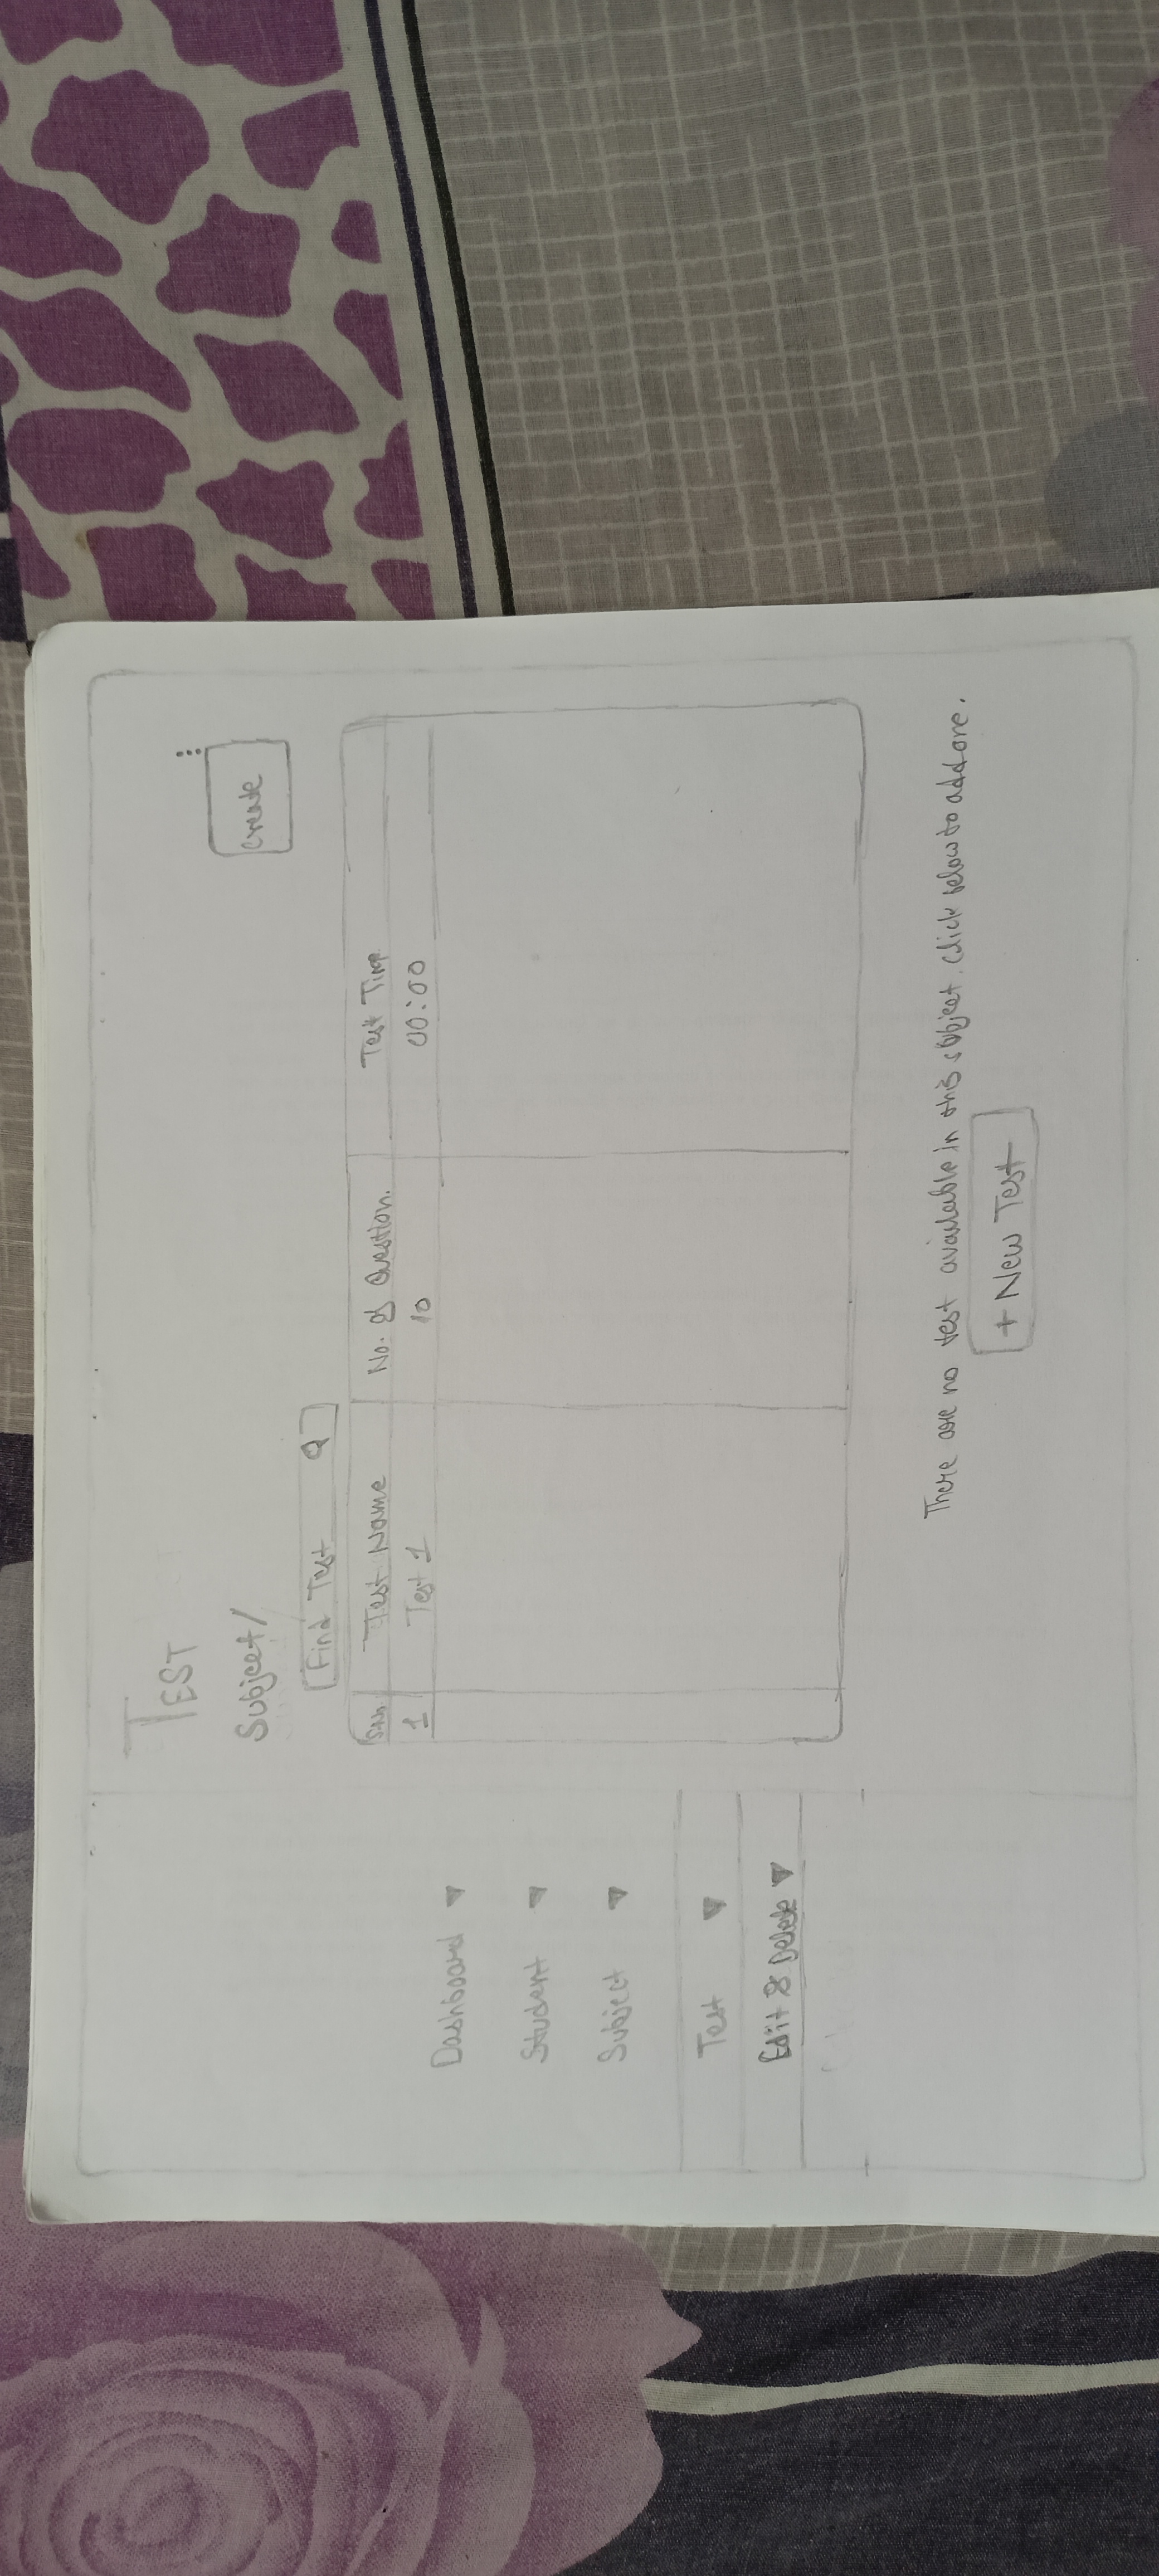 TEST
create
Subject/
Find Test
S.No. Test Name No. of Question. Test Time
1 Test 1 10 00:00
Dashboard
Student
Subject
Test
Edit & Delete
There are no test available in this subject. Click below to add one.
+ New Test